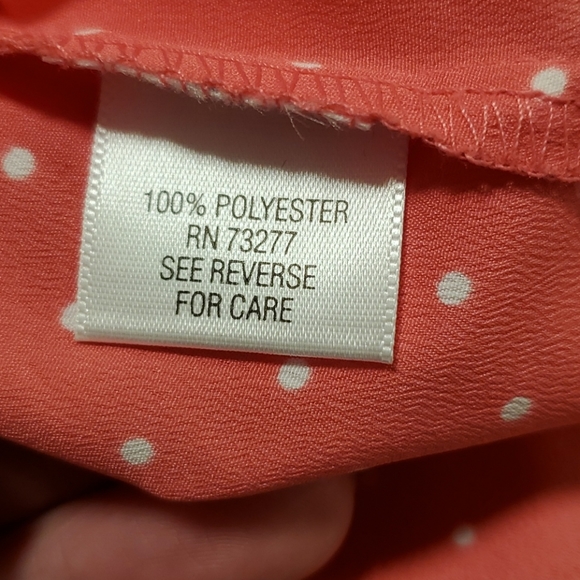 100% POLYESTER
RN 73277
SEE REVERSE
FOR CARE